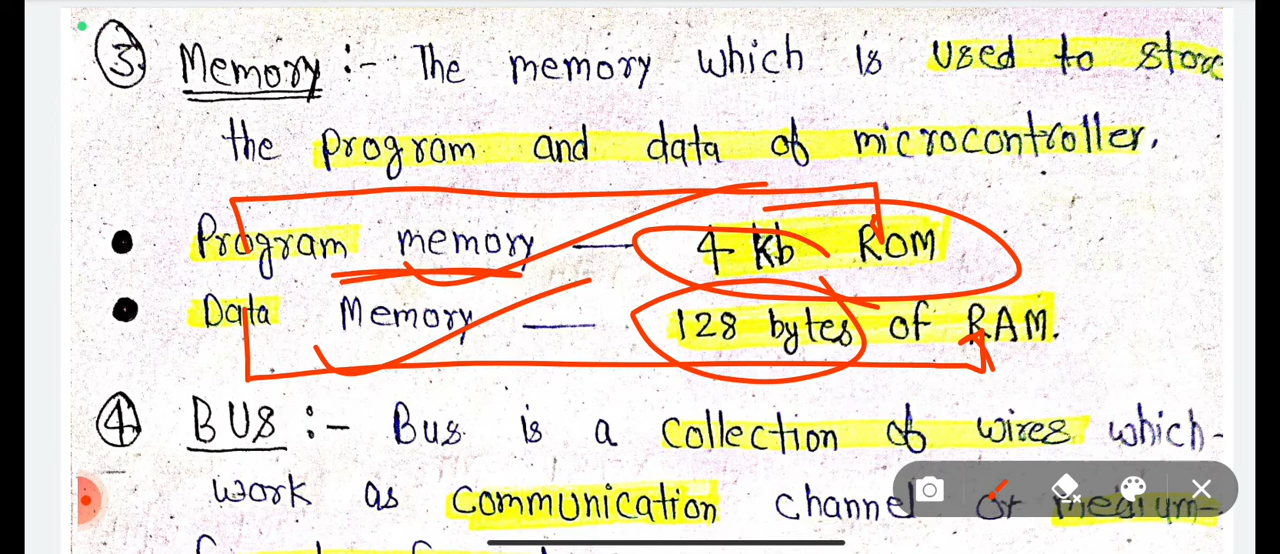 ③ Memory :- The memory which is used to store
the program and data of microcontroller.
• Program memory — 4 Kb ROM
• Data Memory — 128 bytes of RAM.
④ BUS :- Bus is a collection of wires which-
work as communication channel or medium-